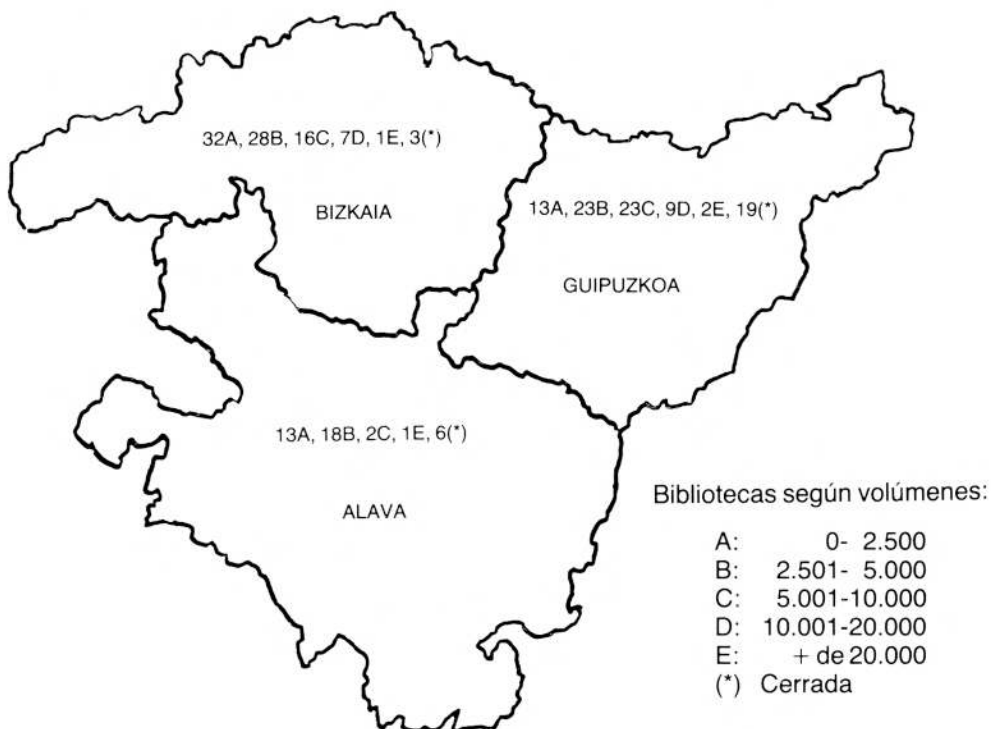 32A, 28B, 16C, 7D, 1E, 3(*)
BIZKAIA
13A, 23B, 23C, 9D, 2E, 19(*)
GUIPUZKOA
13A, 18B, 2C, 1E, 6(*)
ALAVA
Bibliotecas según volúmenes:
A: 0- 2.500
B: 2.501- 5.000
C: 5.001-10.000
D: 10.001-20.000
E: + de 20.000
(*) Cerrada